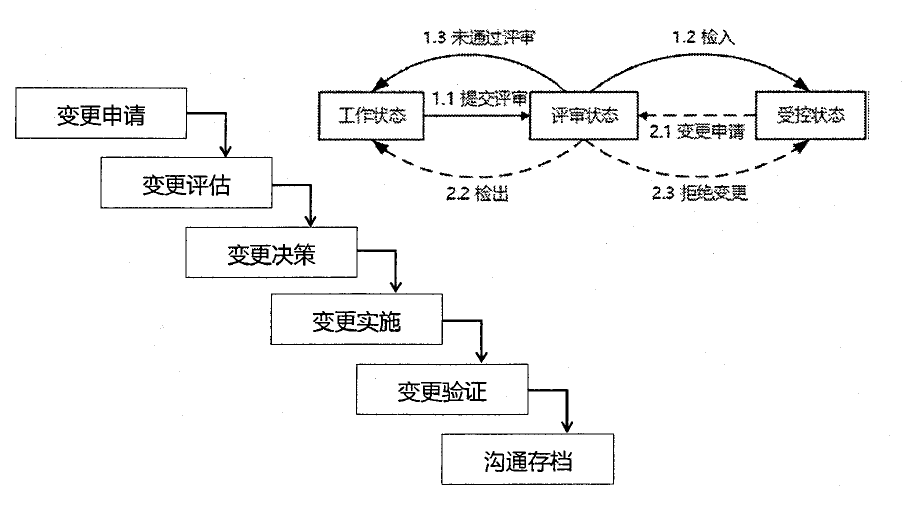 1.3 未通过评审
1.2 检入
变更申请
工作状态
1.1 提交评审
评审状态
2.1 变更申请
受控状态
变更评估
2.2 检出
2.3 拒绝变更
变更决策
变更实施
变更验证
沟通存档